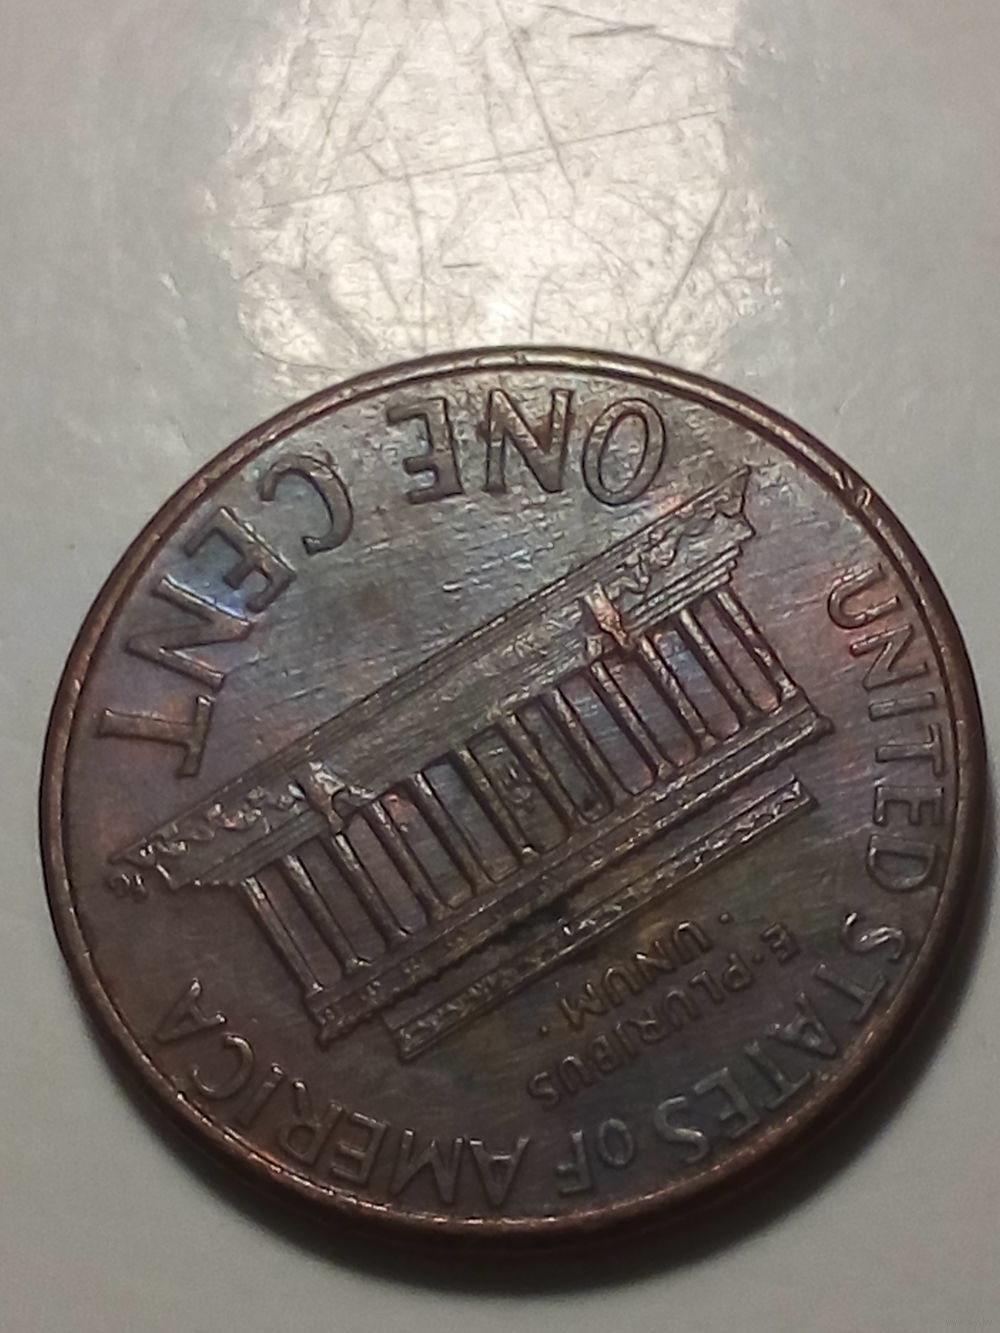 UNITED STATES OF AMERICA
E·PLURIBUS
·UNUM·
ONE CENT